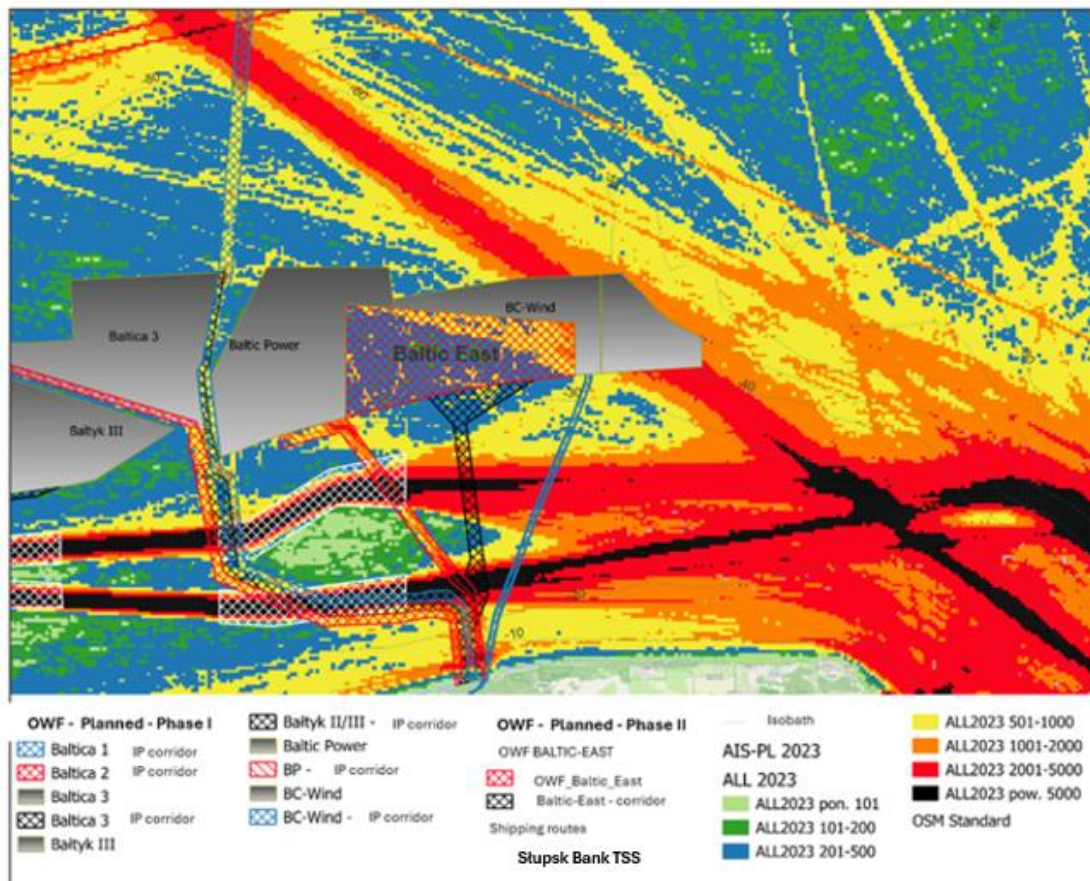 -80
-80
BC-Wind
Baltica 3
Baltic Power
Baltic East
Bałtyk III
-40
-10
OWF - Planned - Phase I
Baltica 1 IP corridor
Baltica 2 IP corridor
Baltica 3
Baltica 3 IP corridor
Bałtyk III
Bałtyk II/III - IP corridor
Baltic Power
BP - IP corridor
BC-Wind
BC-Wind - IP corridor
OWF - Planned - Phase II
OWF BALTIC-EAST
OWF_Baltic_East
Baltic-East - corridor
Shipping routes
Słupsk Bank TSS
Isobath
AIS-PL 2023
ALL 2023
ALL2023 pon. 101
ALL2023 101-200
ALL2023 201-500
ALL2023 501-1000
ALL2023 1001-2000
ALL2023 2001-5000
ALL2023 pow. 5000
OSM Standard